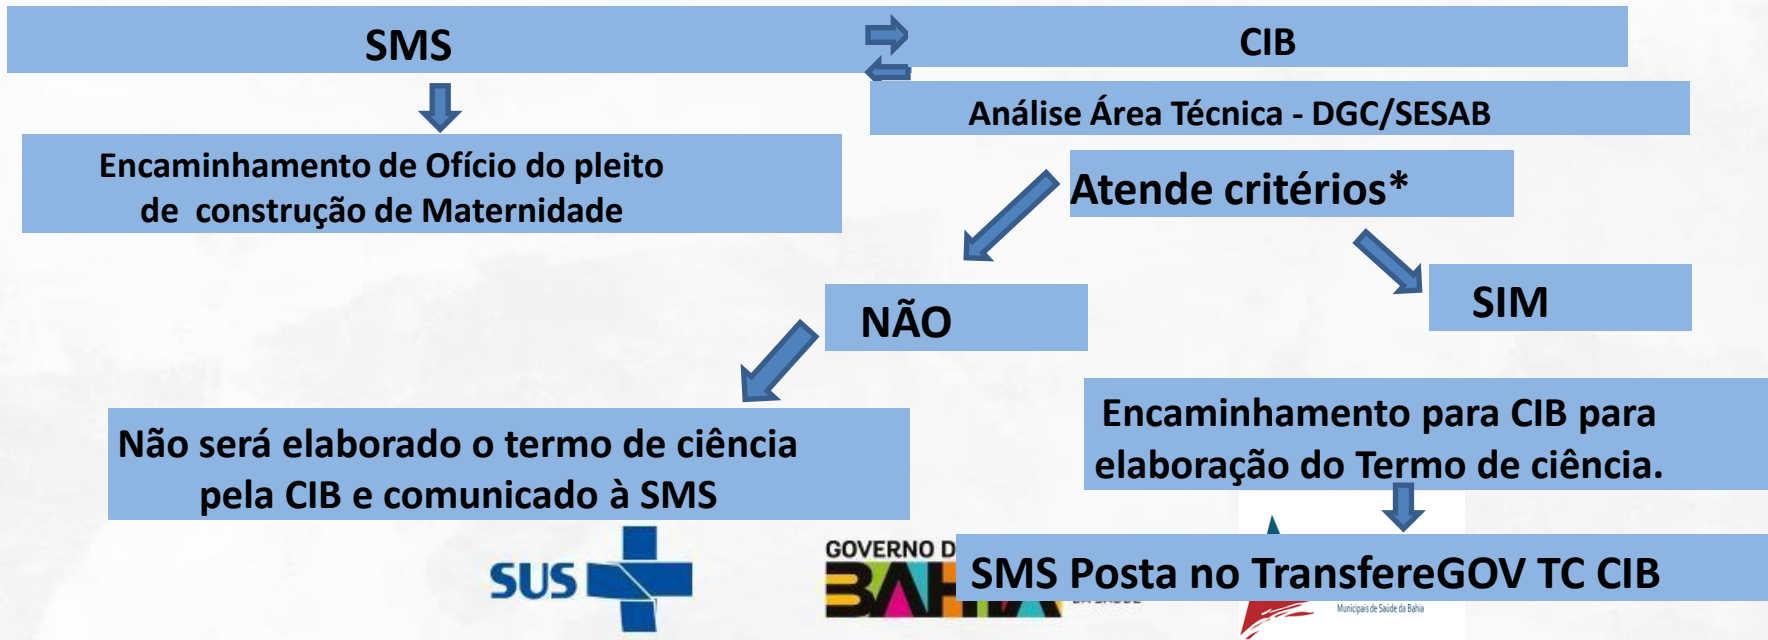 SMS
CIB
Análise Área Técnica - DGC/SESAB
Encaminhamento de Ofício do pleito
de construção de Maternidade
Atende critérios*
NÃO
SIM
Não será elaborado o termo de ciência
pela CIB e comunicado à SMS
Encaminhamento para CIB para
elaboração do Termo de ciência.
SMS Posta no TransfereGOV TC CIB
SUS
GOVERNO D
BAHIA
Municipais de Saúde da Bahia